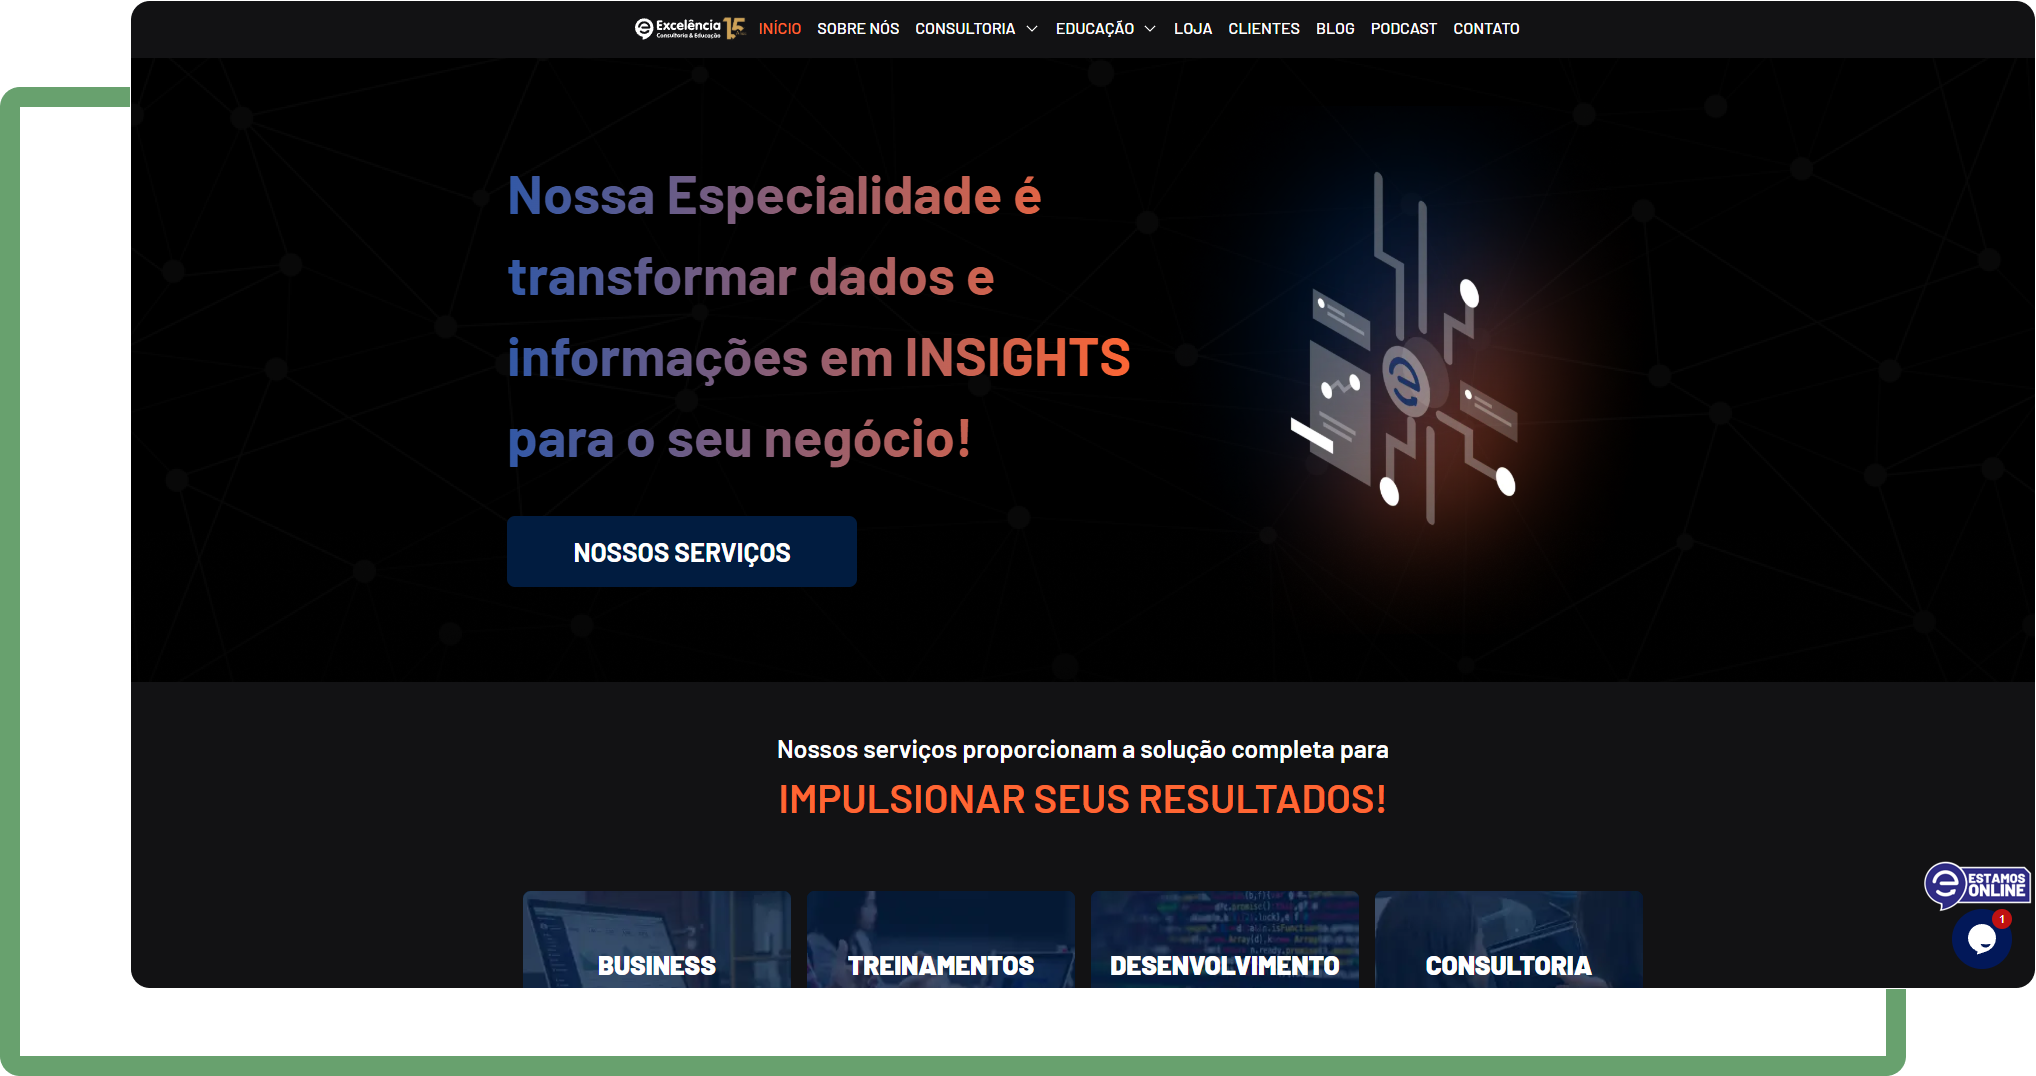 Excelência
Consultoria & Educação
15
INÍCIO SOBRE NÓS CONSULTORIA EDUCAÇÃO LOJA CLIENTES BLOG PODCAST CONTATO
Nossa Especialidade é
transformar dados e
informações em INSIGHTS
para o seu negócio!
NOSSOS SERVIÇOS
Nossos serviços proporcionam a solução completa para
IMPULSIONAR SEUS RESULTADOS!
BUSINESS
TREINAMENTOS
DESENVOLVIMENTO
CONSULTORIA
ESTAMOS
ONLINE
1